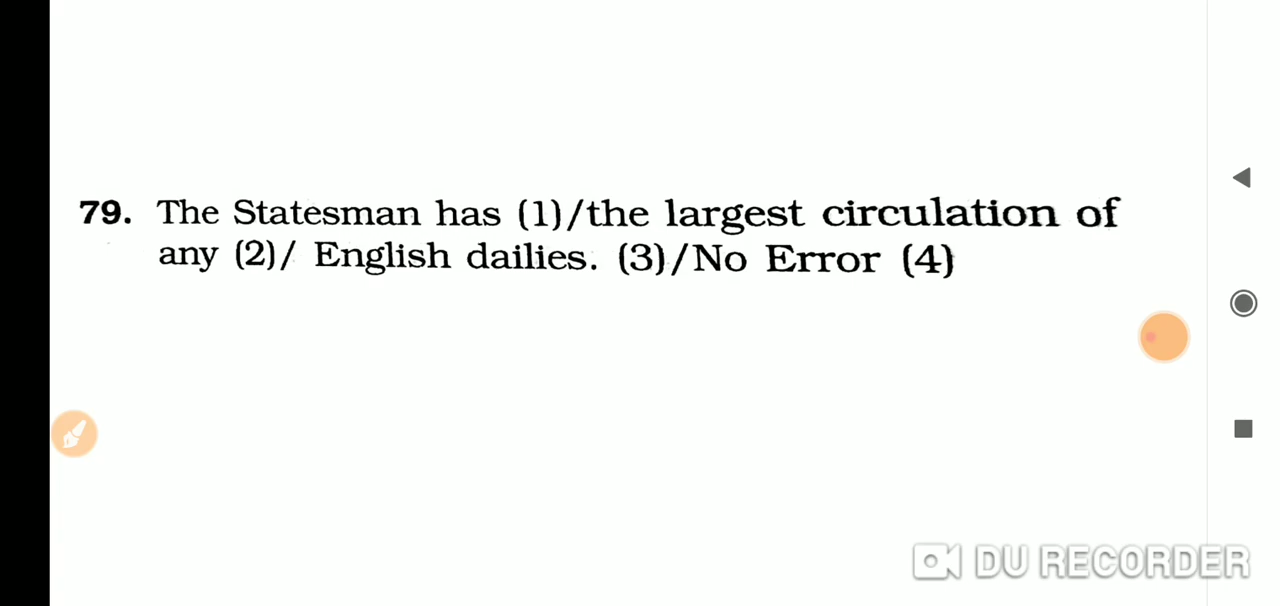 79. The Statesman has (1)/the largest circulation of
any (2)/ English dailies. (3)/No Error (4)
DU RECORDER